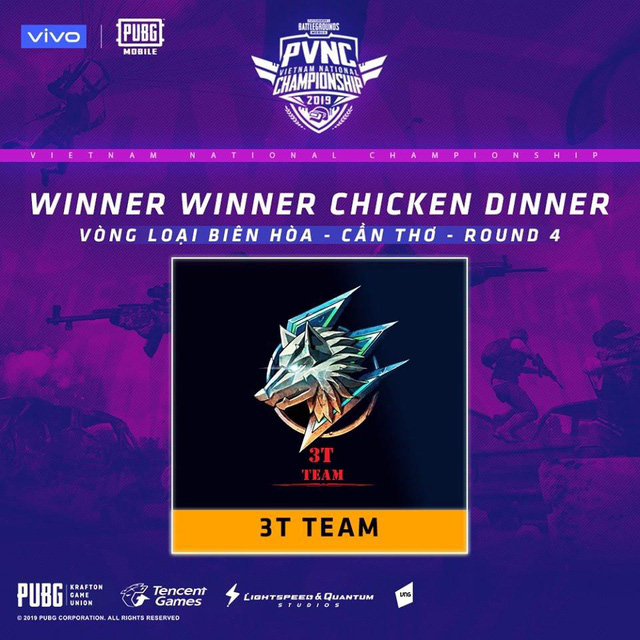 vivo
PUBG
MOBILE
BATTLEGROUNDS
MOBILE
PVNC
VIETNAM NATIONAL
CHAMPIONSHIP
2019
VIETNAM NATIONAL CHAMPIONSHIP
WINNER WINNER CHICKEN DINNER
VÒNG LOẠI BIÊN HÒA - CẦN THƠ - ROUND 4
3T
TEAM
3T TEAM
PUBG
KRAFTON
GAME
UNION
Tencent
Games
LIGHTSPEED & QUANTUM
STUDIOS
VNG
© 2019 PUBG CORPORATION. ALL RIGHTS RESERVED